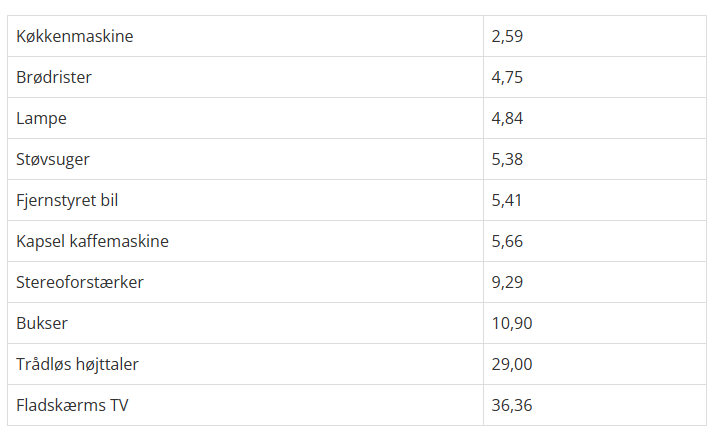 Køkkenmaskine 2,59
Brødrister 4,75
Lampe 4,84
Støvsuger 5,38
Fjernstyret bil 5,41
Kapsel kaffemaskine 5,66
Stereoforstærker 9,29
Bukser 10,90
Trådløs højttaler 29,00
Fladskærms TV 36,36